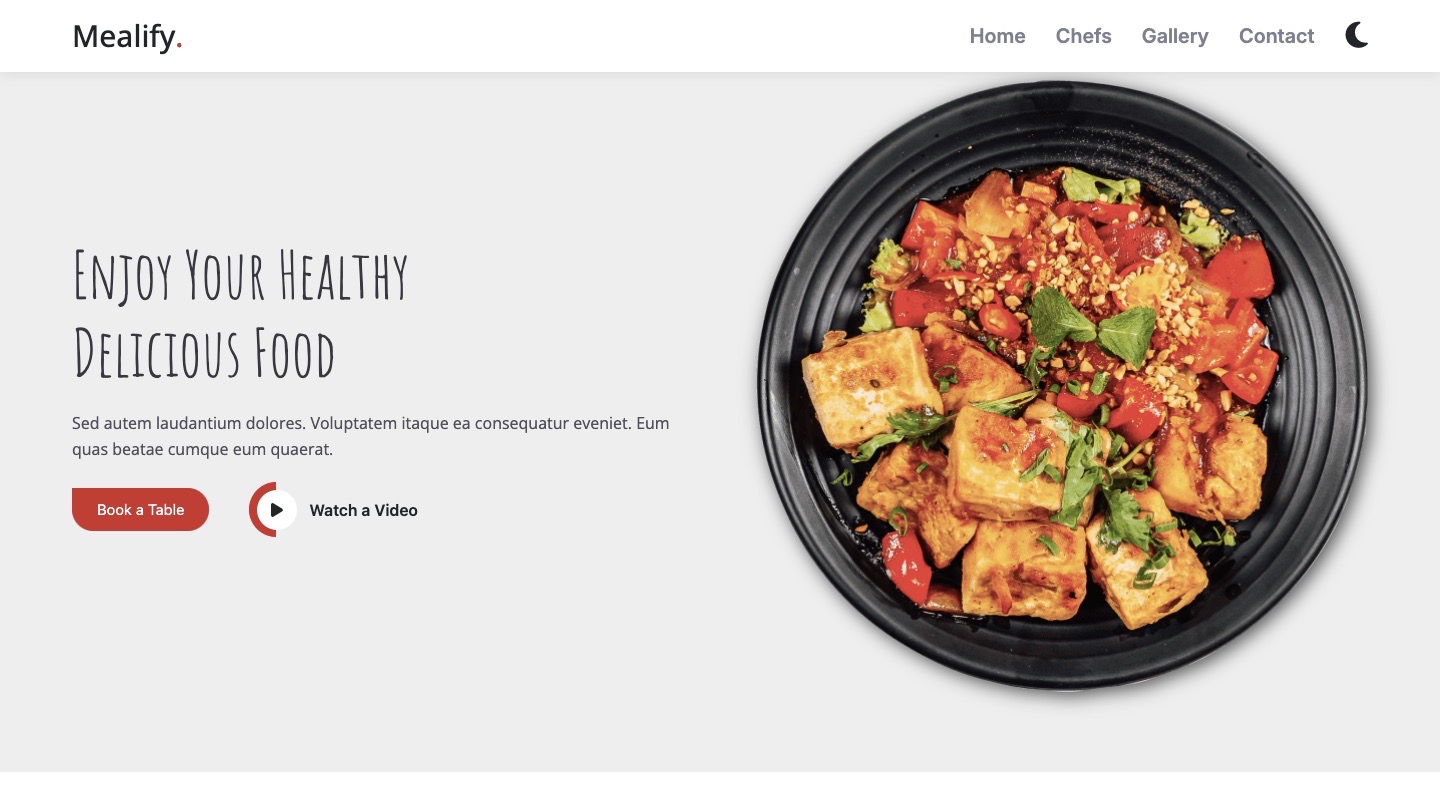 Mealify.
Home Chefs Gallery Contact
Enjoy Your Healthy
Delicious Food
Sed autem laudantium dolores. Voluptatem itaque ea consequatur eveniet. Eum
quas beatae cumque eum quaerat.
Book a Table
Watch a Video